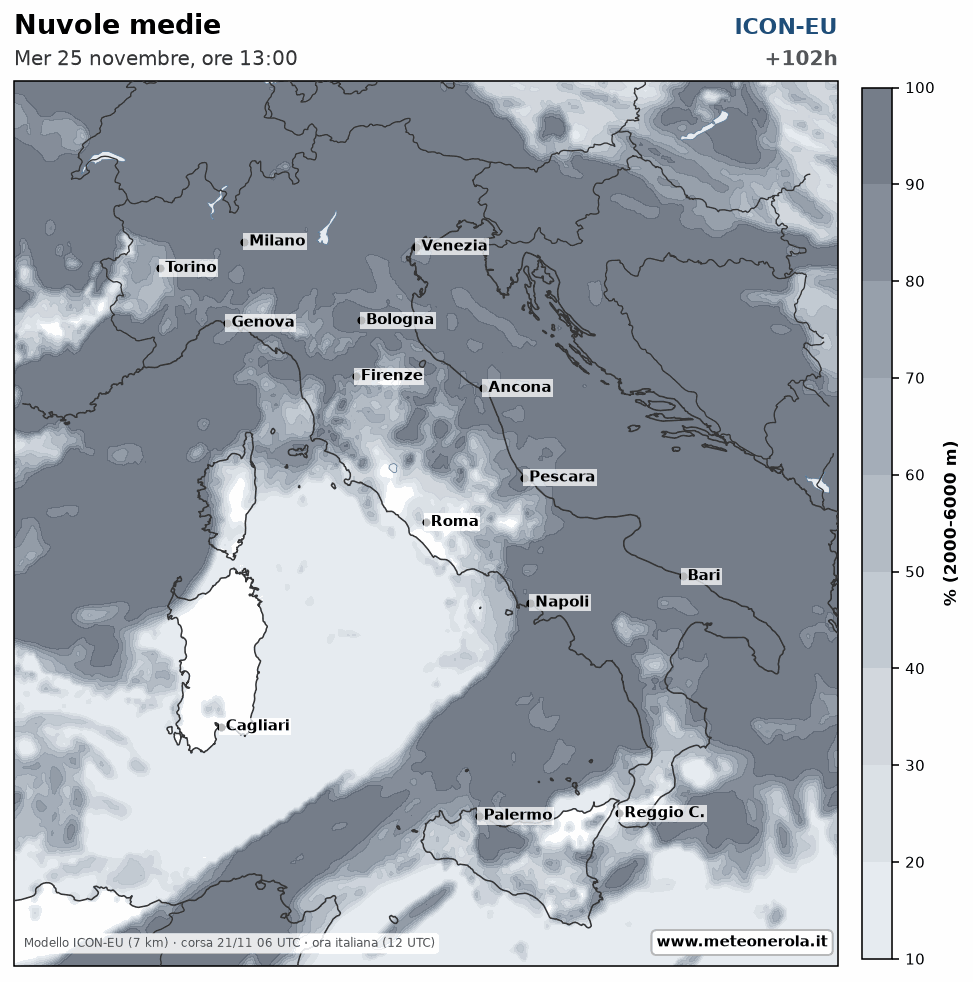 Nuvole medie
ICON-EU
Mer 25 novembre, ore 13:00
+102h
100
90
80
70
60
50
40
30
20
10
% (2000-6000 m)
Milano
Venezia
Torino
Genova
Bologna
Firenze
Ancona
Pescara
Roma
Bari
Napoli
Cagliari
Palermo
Reggio C.
Modello ICON-EU (7 km) · corsa 21/11 06 UTC · ora italiana (12 UTC)
www.meteonerola.it